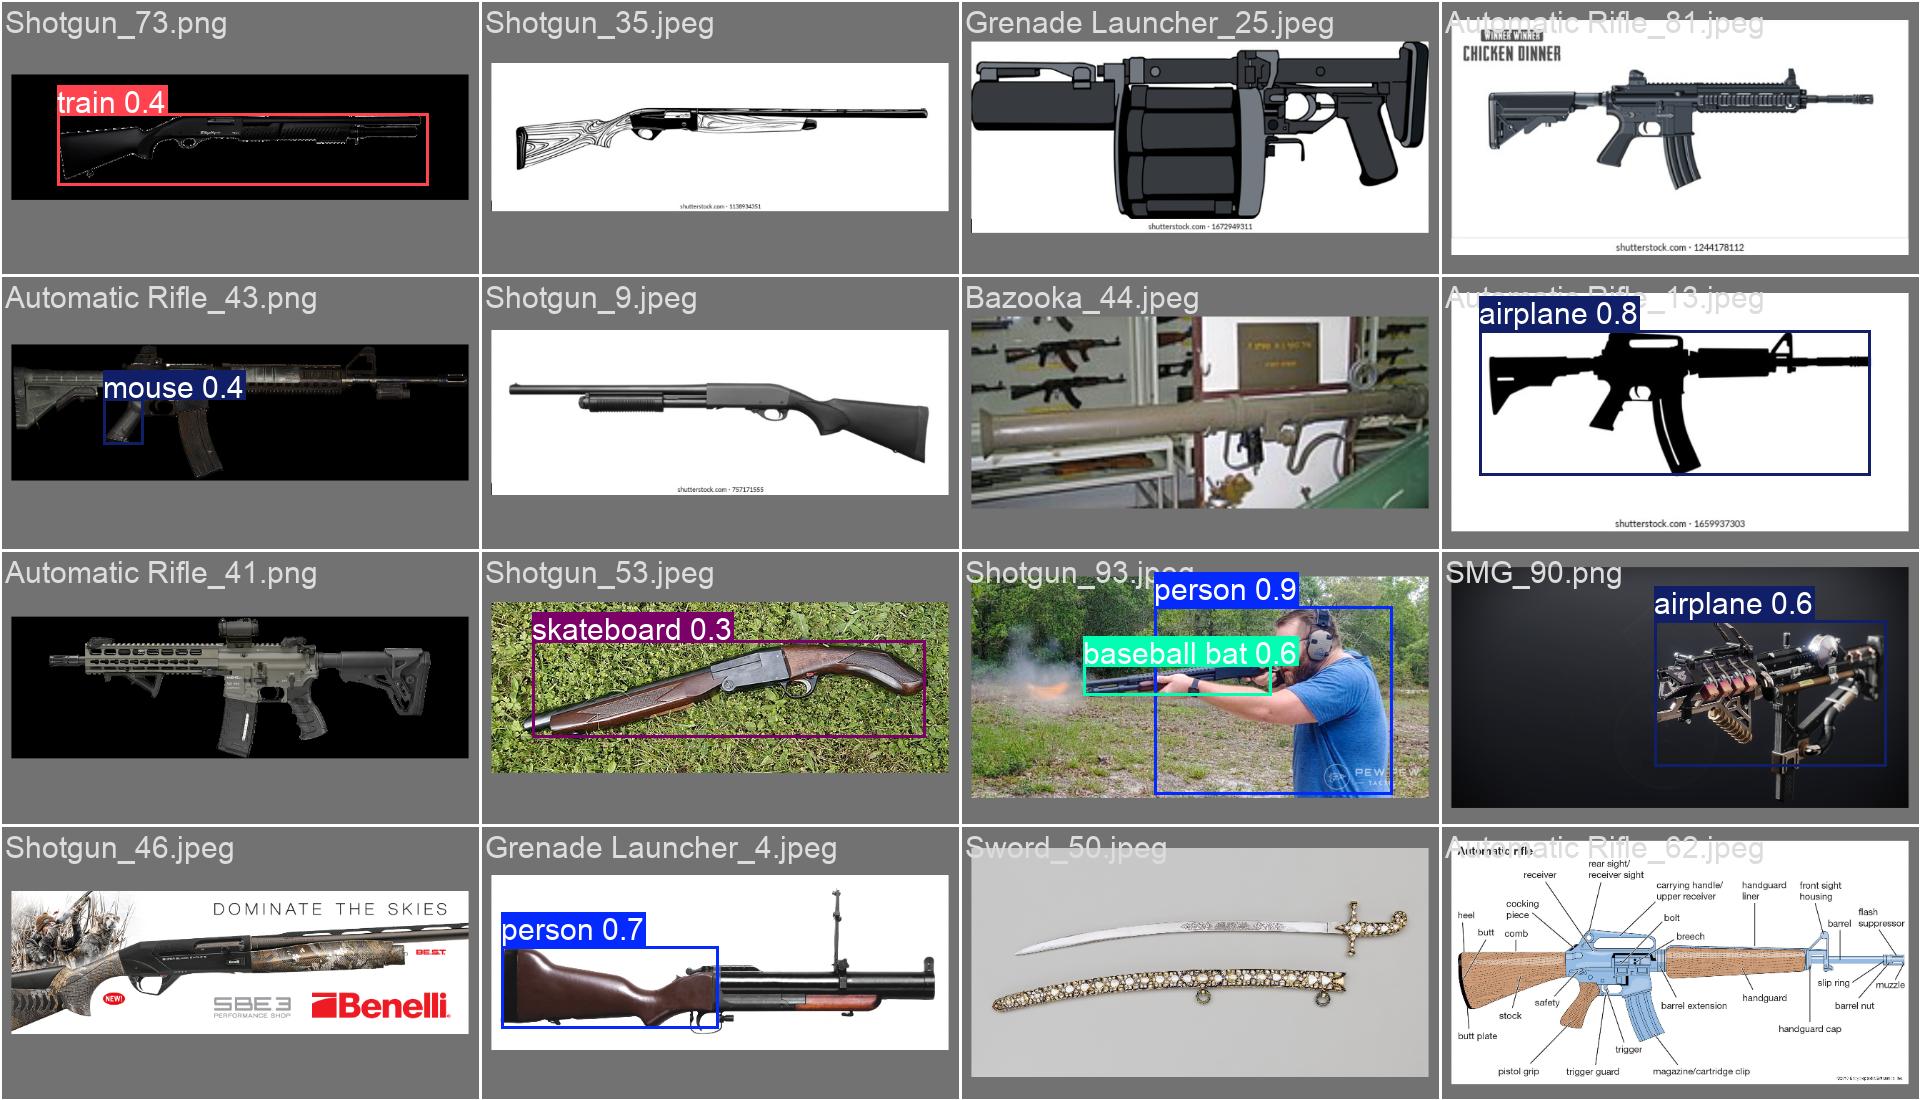 Shotgun_73.png
train 0.4
Shotgun_35.jpeg
shutterstock.com · 1138934351
Grenade Launcher_25.jpeg
shutterstock.com · 1672949311
Automatic Rifle_81.jpeg
WINNER WINNER
CHICKEN DINNER
shutterstock.com · 1244178112
Automatic Rifle_43.png
mouse 0.4
Shotgun_9.jpeg
shutterstock.com · 757171555
Bazooka_44.jpeg
Automatic Rifle_13.jpeg
airplane 0.8
shutterstock.com · 1659937303
Automatic Rifle_41.png
Shotgun_53.jpeg
skateboard 0.3
Shotgun_93.jpeg
person 0.9
baseball bat 0.6
PEW PEW
SMG_90.png
airplane 0.6
Shotgun_46.jpeg
DOMINATE THE SKIES
B.E.S.T.
NEW!
SBE 3
PERFORMANCE SHOP
Benelli
Grenade Launcher_4.jpeg
person 0.7
Sword_50.jpeg
Automatic Rifle_62.jpeg
Automatic rifle
receiver
rear sight/
receiver sight
carrying handle/
upper receiver
handguard
liner
front sight
housing
cocking
piece
bolt
barrel
flash
suppressor
heel
butt
comb
breech
slip ring
muzzle
safety
barrel extension
handguard
barrel nut
stock
handguard cap
butt plate
trigger
pistol grip
trigger guard
magazine/cartridge clip